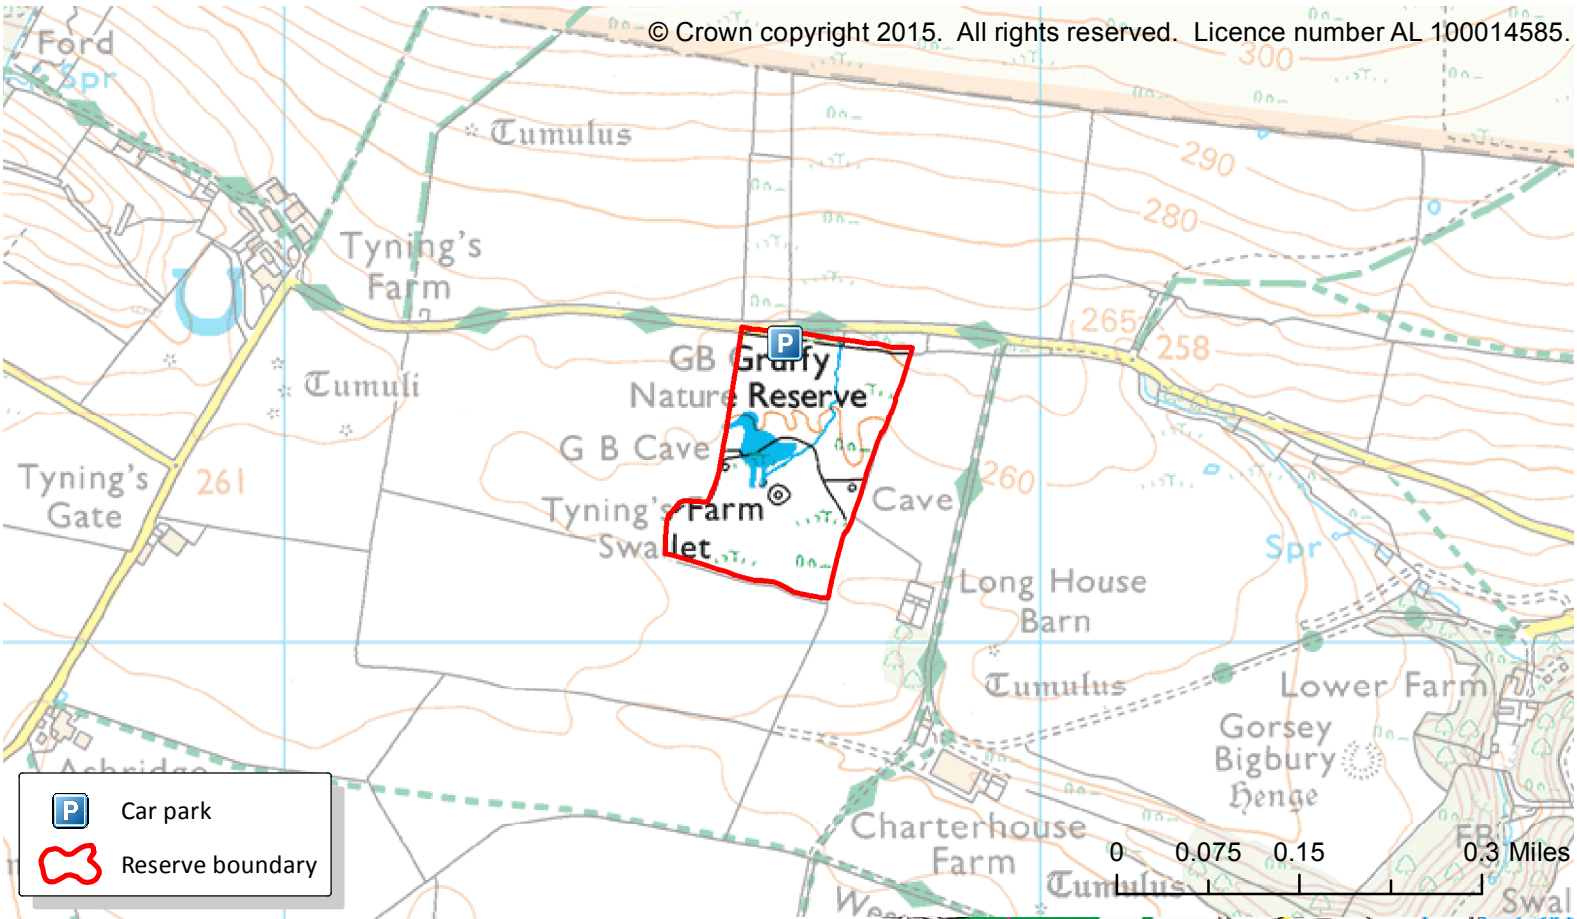 © Crown copyright 2015. All rights reserved. Licence number AL 100014585.
Ford
Spr
300
Tumulus
290
280
Tyning's
Farm
U
265
258
P
GB Gruffy
Nature Reserve
Tumuli
G B Cave
Tyning's
Gate
261
260
Cave
Tyning's Farm
Swallet
Spr
Long House
Barn
Tumulus
Lower Farm
Gorsey
Bigbury
Henge
Ashridge
P Car park
Reserve boundary
Charterhouse
Farm
FB
0 0.075 0.15 0.3 Miles
Tumulus